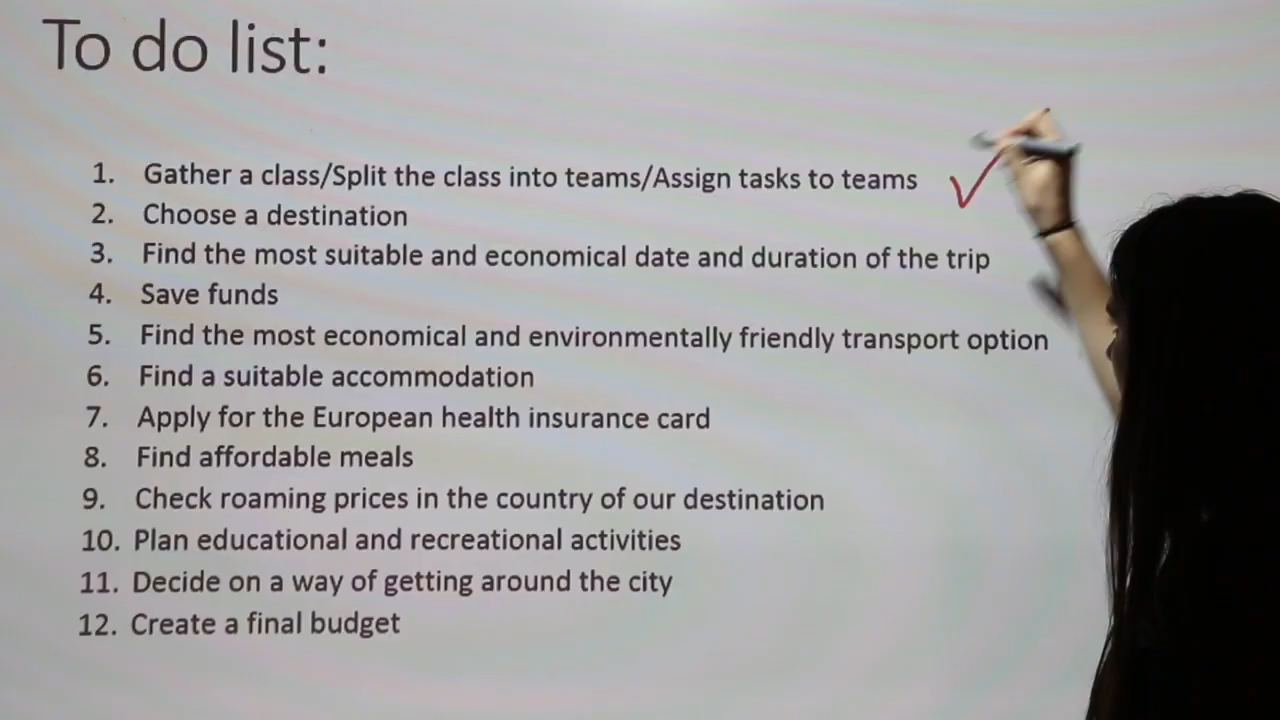 To do list:
1. Gather a class/Split the class into teams/Assign tasks to teams
2. Choose a destination
3. Find the most suitable and economical date and duration of the trip
4. Save funds
5. Find the most economical and environmentally friendly transport option
6. Find a suitable accommodation
7. Apply for the European health insurance card
8. Find affordable meals
9. Check roaming prices in the country of our destination
10. Plan educational and recreational activities
11. Decide on a way of getting around the city
12. Create a final budget